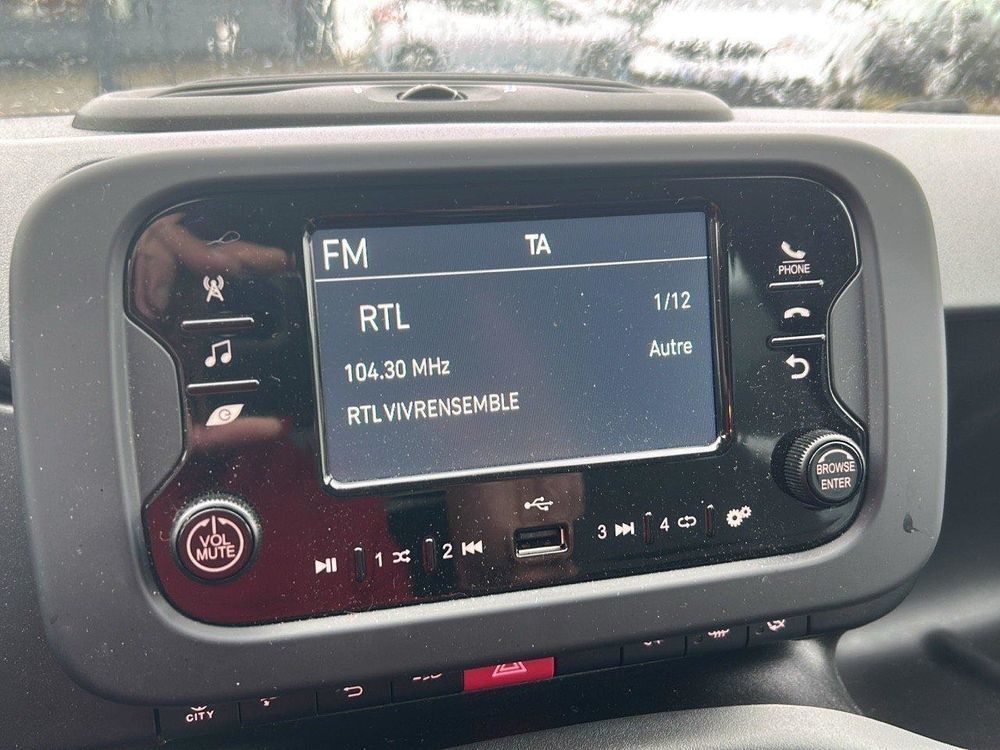 FM TA
RTL 1/12
104.30 MHz Autre
RTLVIVRENSEMBLE
PHONE
BROWSE
ENTER
VOL
MUTE
1 2 3 4
CITY